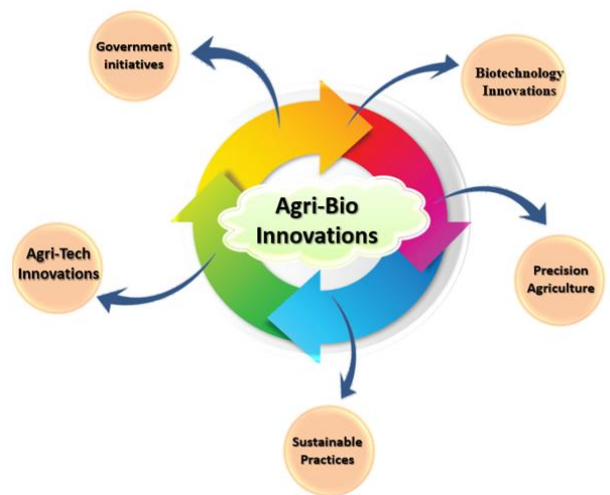 Government
initiatives
Biotechnology
Innovations
Agri-Bio
Innovations
Agri-Tech
Innovations
Precision
Agriculture
Sustainable
Practices